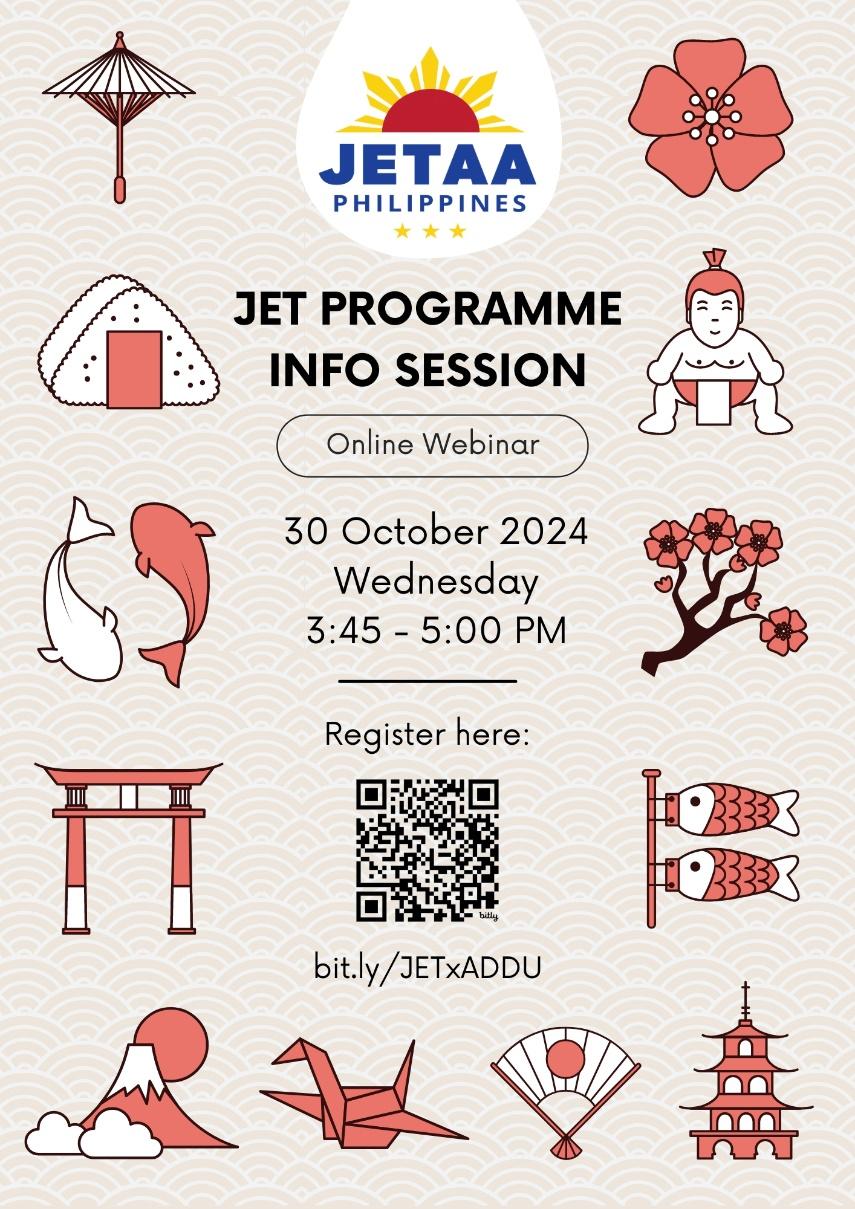 JETAA
PHILIPPINES
JET PROGRAMME
INFO SESSION
Online Webinar
30 October 2024
Wednesday
3:45 - 5:00 PM
Register here:
bitly
bit.ly/JETxADDU